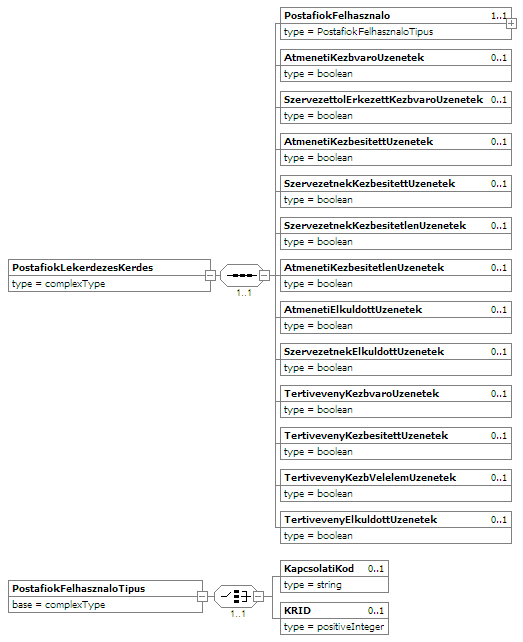 PostafiokFelhasznalo 1..1
type = PostafiokFelhasznaloTipus
AtmenetiKezbvaroUzenetek 0..1
type = boolean
SzervezettolErkezettKezbvaroUzenetek 0..1
type = boolean
AtmenetiKezbesitettUzenetek 0..1
type = boolean
SzervezetnekKezbesitettUzenetek 0..1
type = boolean
SzervezetnekKezbesitetlenUzenetek 0..1
type = boolean
PostafiokLekerdezesKerdes
type = complexType
1..1
AtmenetiKezbesitetlenUzenetek 0..1
type = boolean
AtmenetiElkuldottUzenetek 0..1
type = boolean
SzervezetnekElkuldottUzenetek 0..1
type = boolean
TertivevenyKezbvaroUzenetek 0..1
type = boolean
TertivevenyKezbesitettUzenetek 0..1
type = boolean
TertivevenyKezbVelelemUzenetek 0..1
type = boolean
TertivevenyElkuldottUzenetek 0..1
type = boolean
PostafiokFelhasznaloTipus
base = complexType
1..1
KapcsolatiKod 0..1
type = string
KRID 0..1
type = positiveInteger